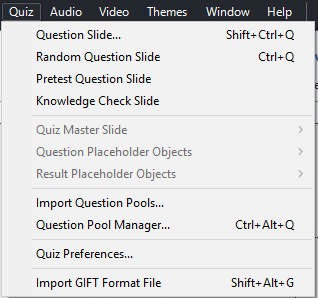 Quiz Audio Video Themes Window Help
Question Slide... Shift+Ctrl+Q
Random Question Slide Ctrl+Q
Pretest Question Slide
Knowledge Check Slide
Quiz Master Slide
Question Placeholder Objects
Result Placeholder Objects
Import Question Pools...
Question Pool Manager... Ctrl+Alt+Q
Quiz Preferences...
Import GIFT Format File Shift+Alt+G